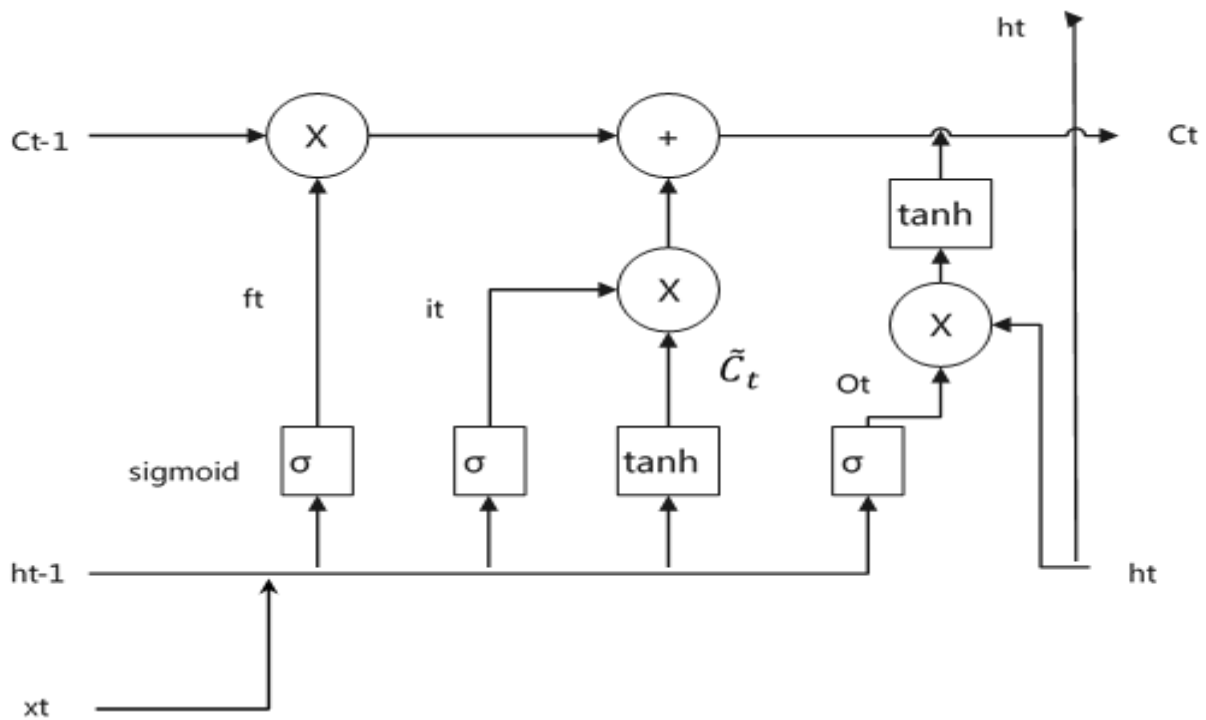 ht
Ct-1
X
+
Ct
tanh
ft
it
X
X
C̃t
Ot
sigmoid
σ
σ
tanh
σ
ht-1
ht
xt